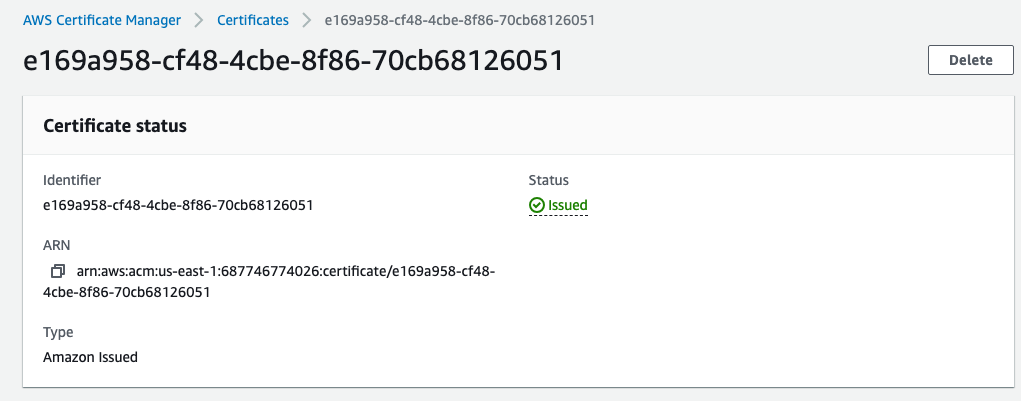 AWS Certificate Manager > Certificates > e169a958-cf48-4cbe-8f86-70cb68126051
e169a958-cf48-4cbe-8f86-70cb68126051
Delete
Certificate status
Identifier
e169a958-cf48-4cbe-8f86-70cb68126051
Status
Issued
ARN
arn:aws:acm:us-east-1:687746774026:certificate/e169a958-cf48-
4cbe-8f86-70cb68126051
Type
Amazon Issued